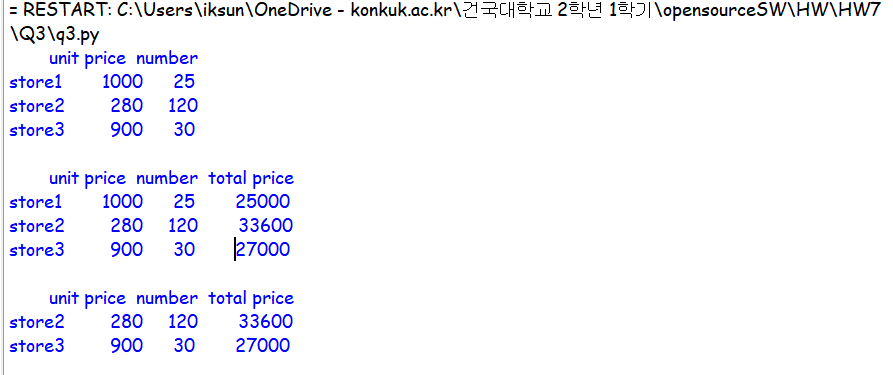 = RESTART: C:\Users\iksun\OneDrive - konkuk.ac.kr\건국대학교 2학년 1학기\opensourceSW\HW\HW7
\Q3\q3.py
unit price number
store1 1000 25
store2 280 120
store3 900 30
unit price number total price
store1 1000 25 25000
store2 280 120 33600
store3 900 30 27000
unit price number total price
store2 280 120 33600
store3 900 30 27000